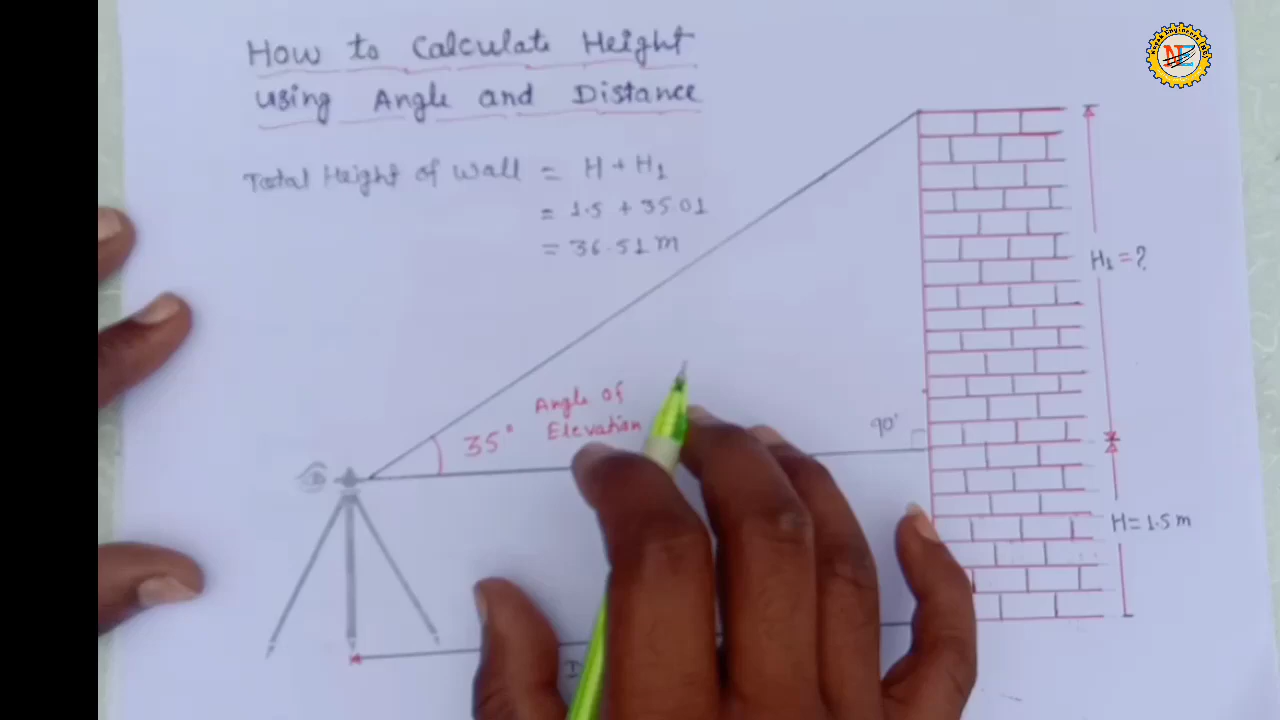 How to Calculate Height
using Angle and Distance
Total Height of Wall = H + H₁
= 1.5 + 35.01
= 36.51 m
H₁ = ?
Angle of
Elevation
35°
90°
H = 1.5 m
NE